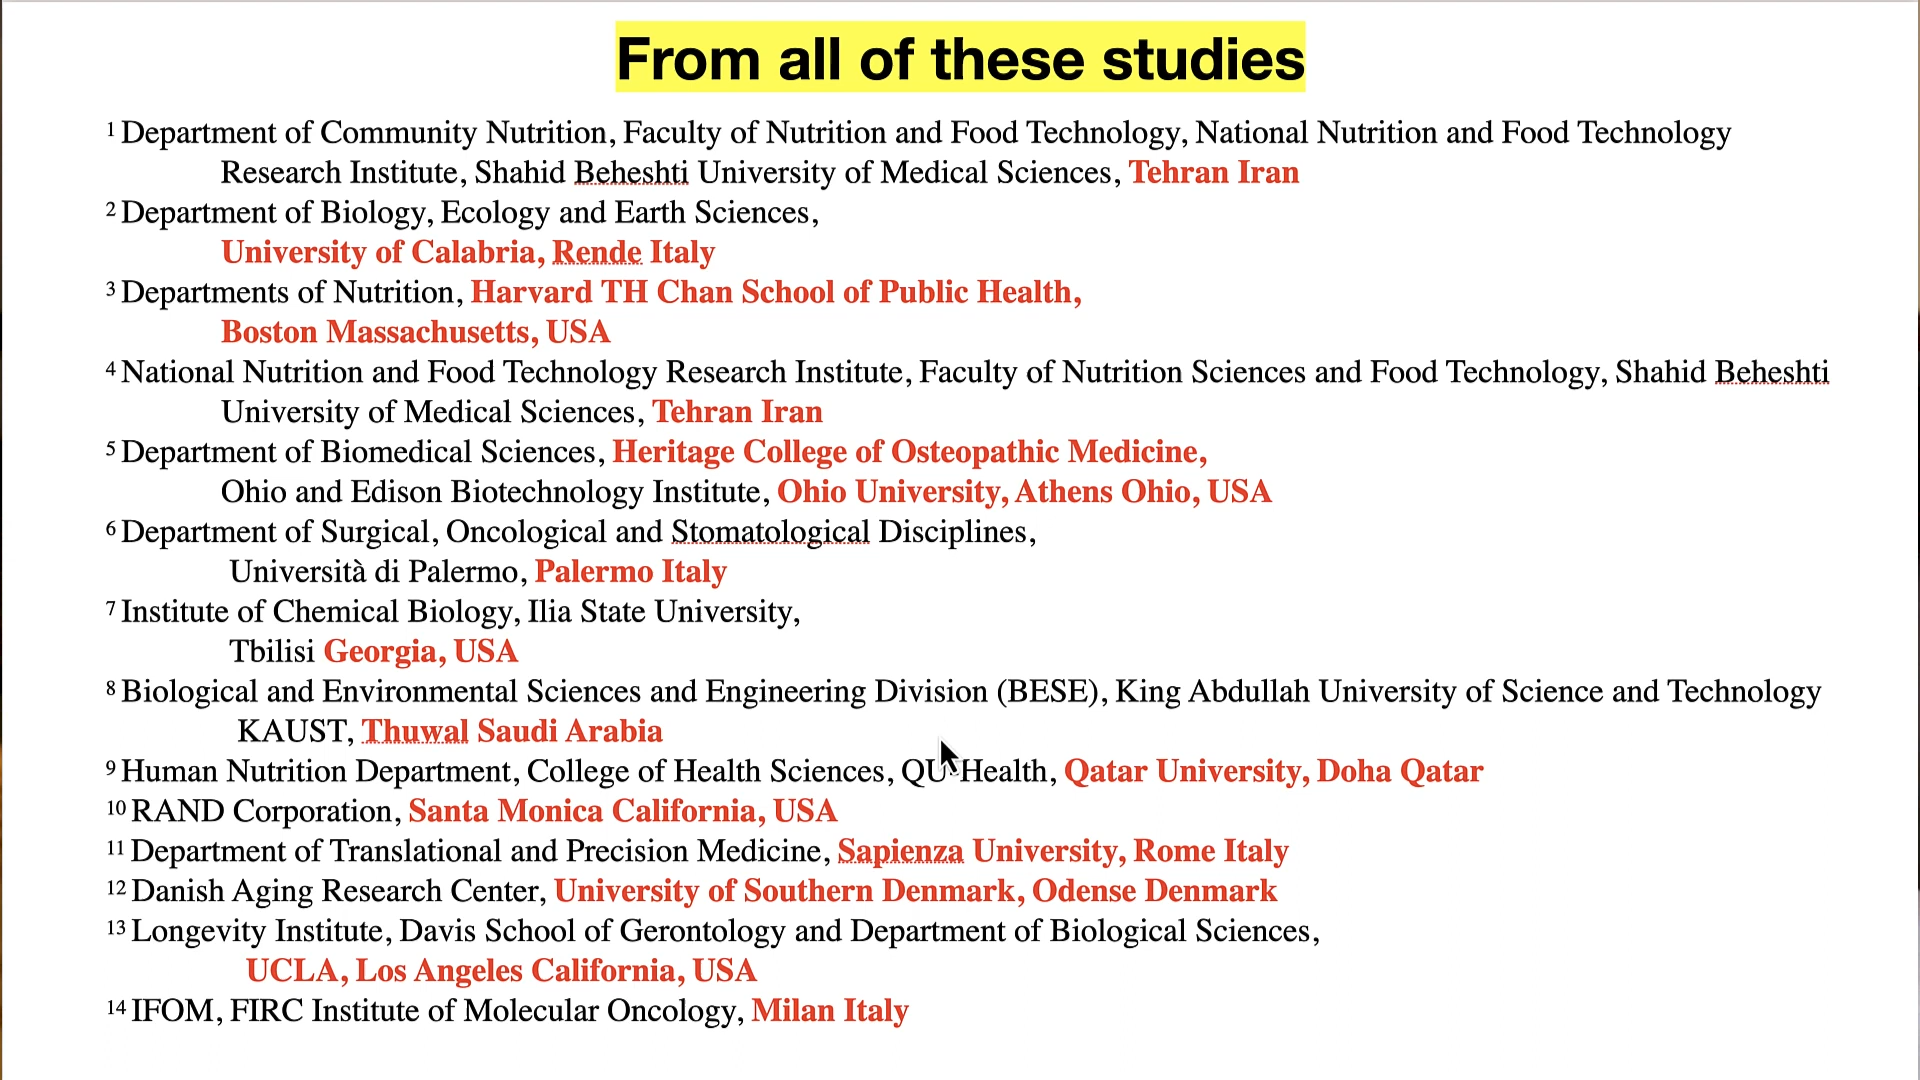 From all of these studies
1 Department of Community Nutrition, Faculty of Nutrition and Food Technology, National Nutrition and Food Technology
Research Institute, Shahid Beheshti University of Medical Sciences, Tehran Iran
2 Department of Biology, Ecology and Earth Sciences,
University of Calabria, Rende Italy
3 Departments of Nutrition, Harvard TH Chan School of Public Health,
Boston Massachusetts, USA
4 National Nutrition and Food Technology Research Institute, Faculty of Nutrition Sciences and Food Technology, Shahid Beheshti
University of Medical Sciences, Tehran Iran
5 Department of Biomedical Sciences, Heritage College of Osteopathic Medicine,
Ohio and Edison Biotechnology Institute, Ohio University, Athens Ohio, USA
6 Department of Surgical, Oncological and Stomatological Disciplines,
Università di Palermo, Palermo Italy
7 Institute of Chemical Biology, Ilia State University,
Tbilisi Georgia, USA
8 Biological and Environmental Sciences and Engineering Division (BESE), King Abdullah University of Science and Technology
KAUST, Thuwal Saudi Arabia
9 Human Nutrition Department, College of Health Sciences, QU-Health, Qatar University, Doha Qatar
10 RAND Corporation, Santa Monica California, USA
11 Department of Translational and Precision Medicine, Sapienza University, Rome Italy
12 Danish Aging Research Center, University of Southern Denmark, Odense Denmark
13 Longevity Institute, Davis School of Gerontology and Department of Biological Sciences,
UCLA, Los Angeles California, USA
14 IFOM, FIRC Institute of Molecular Oncology, Milan Italy